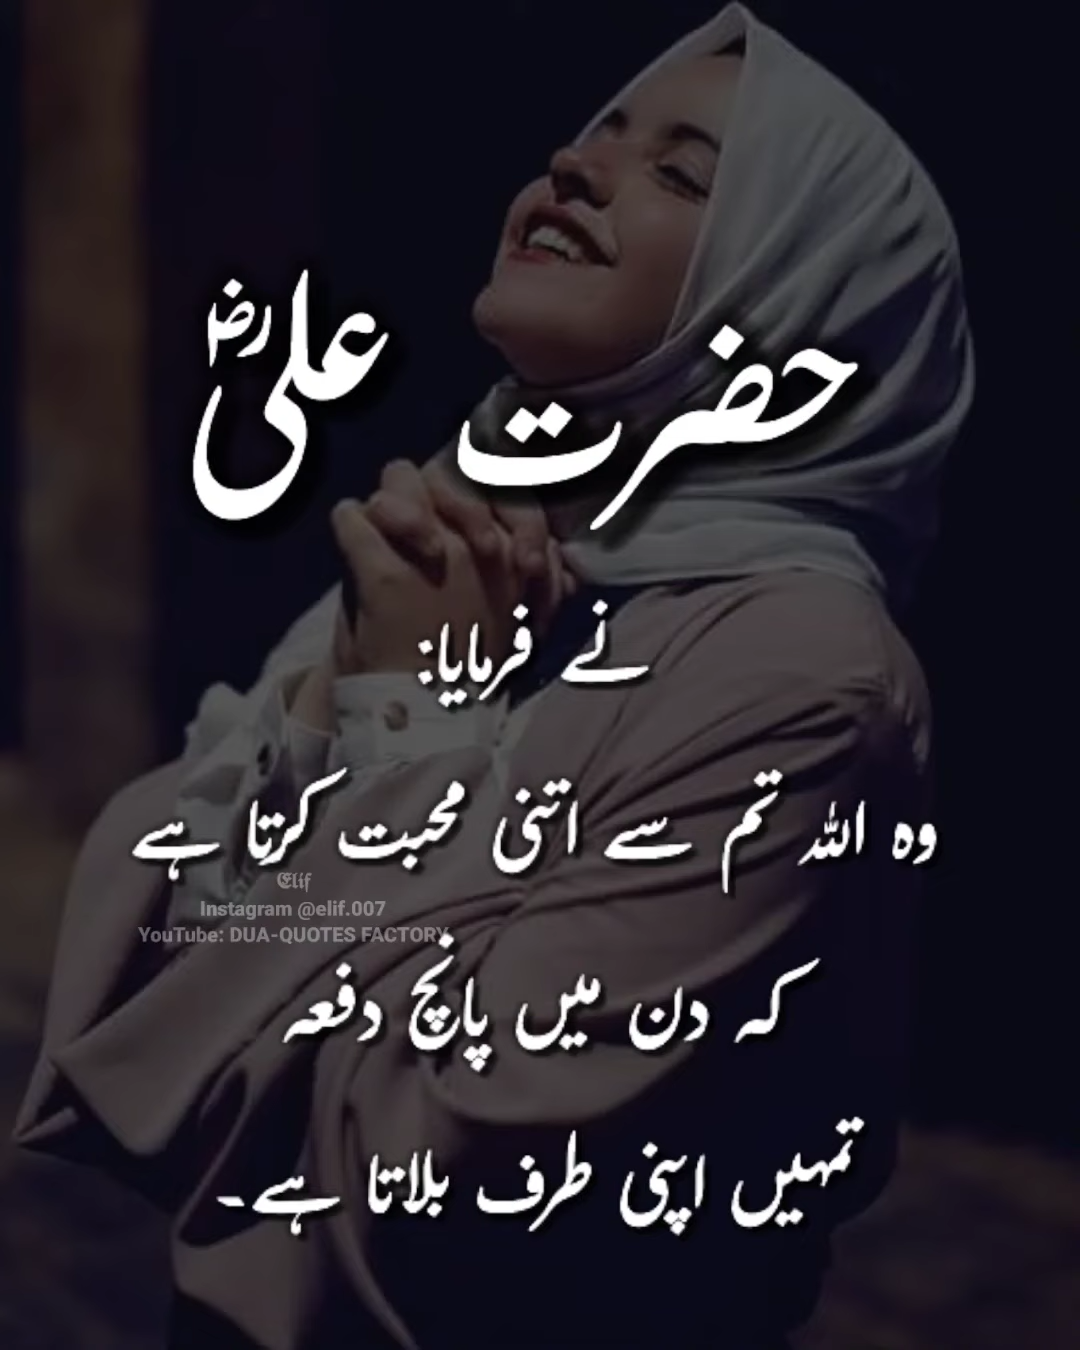 حضرت علیؓ
نے فرمایا:
وہ اللہ تم سے اتنی محبت کرتا ہے
Elif
Instagram @elif.007
YouTube: DUA-QUOTES FACTORY
کہ دن میں پانچ دفعہ
تمہیں اپنی طرف بلاتا ہے۔